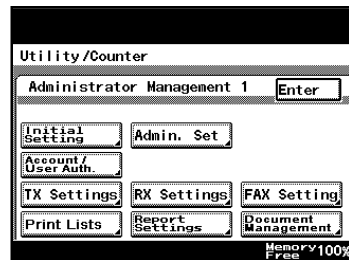 Utility/Counter
Administrator Management 1
Enter
Initial
Setting
Admin. Set
Account/
User Auth.
TX Settings
RX Settings
FAX Setting
Print Lists
Report
Settings
Document
Management
Memory
Free 100%